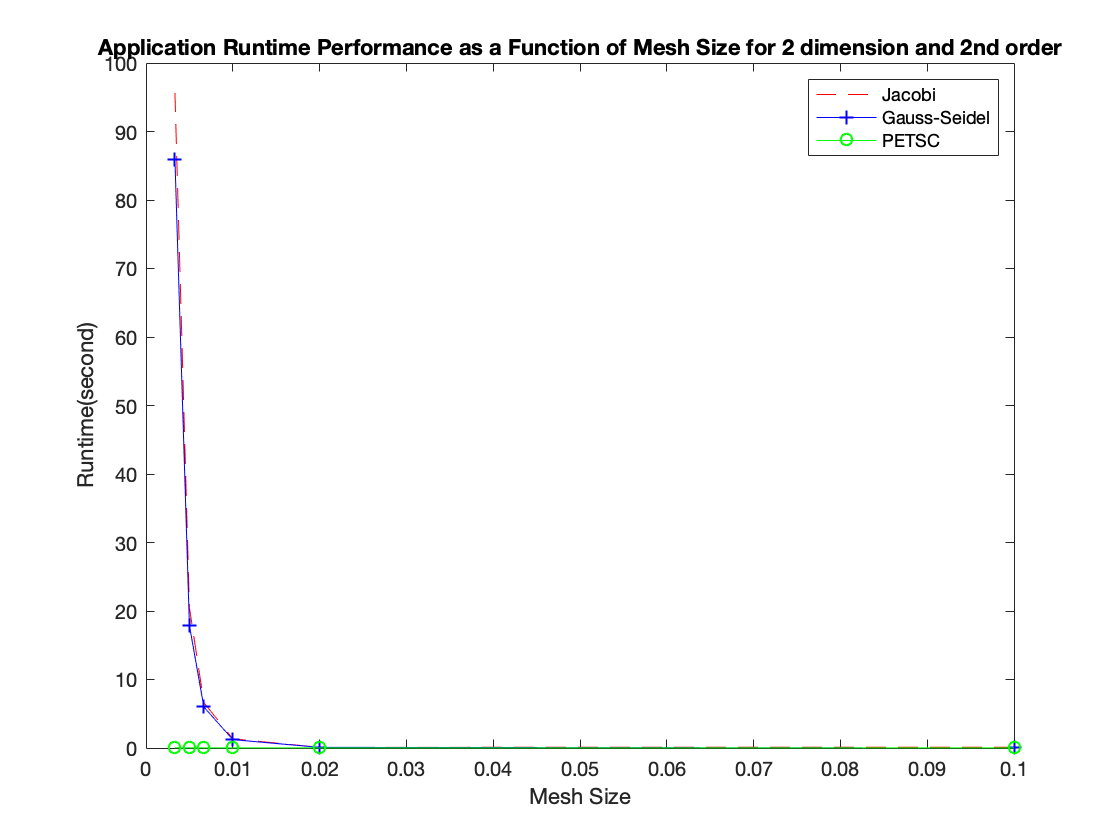 Application Runtime Performance as a Function of Mesh Size for 2 dimension and 2nd order
100
90
80
70
60
50
40
30
20
10
0
Runtime(second)
Jacobi
Gauss-Seidel
PETSC
0 0.01 0.02 0.03 0.04 0.05 0.06 0.07 0.08 0.09 0.1
Mesh Size